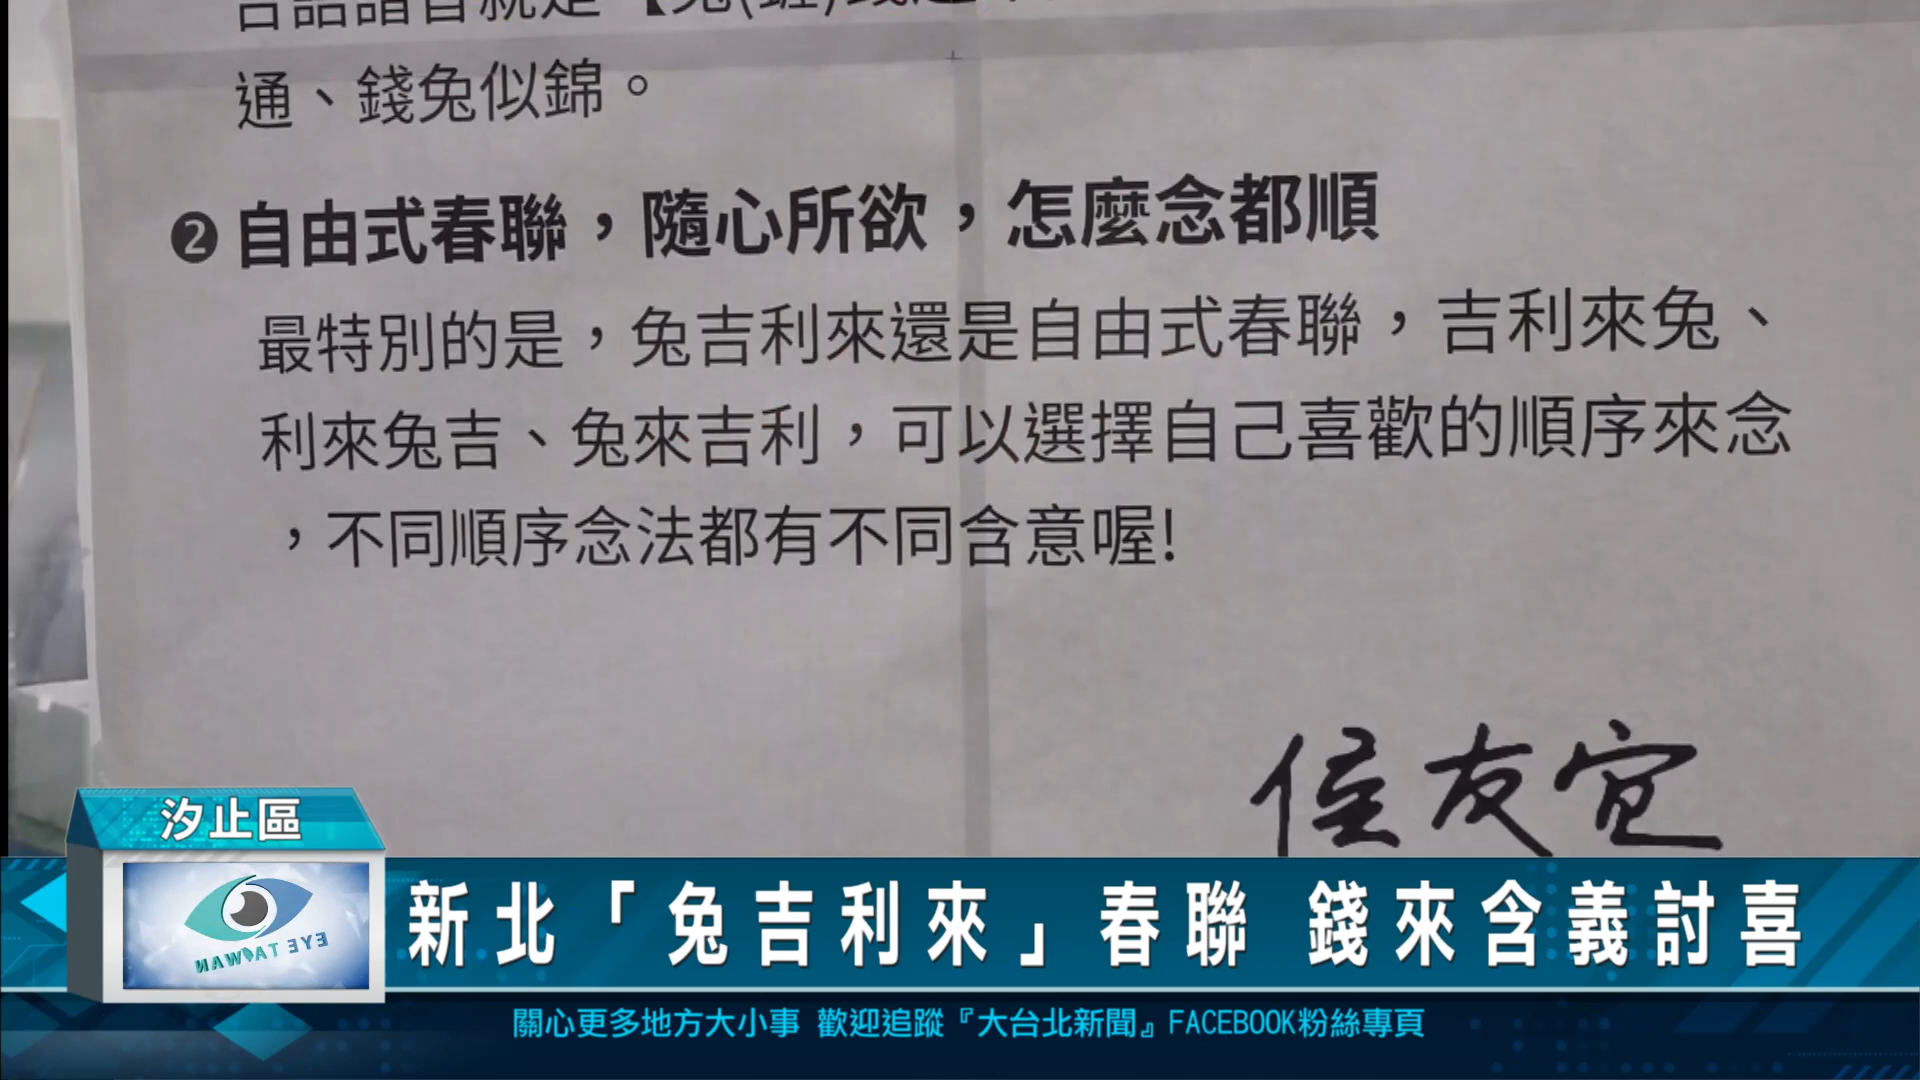 通、錢兔似錦。
❷自由式春聯，隨心所欲，怎麼念都順
最特別的是，兔吉利來還是自由式春聯，吉利來兔、
利來兔吉、兔來吉利，可以選擇自己喜歡的順序來念
，不同順序念法都有不同含意喔!
侯友宜
汐止區
EYE TAIWAN
新北「兔吉利來」春聯 錢來含義討喜
關心更多地方大小事 歡迎追蹤『大台北新聞』FACEBOOK粉絲專頁